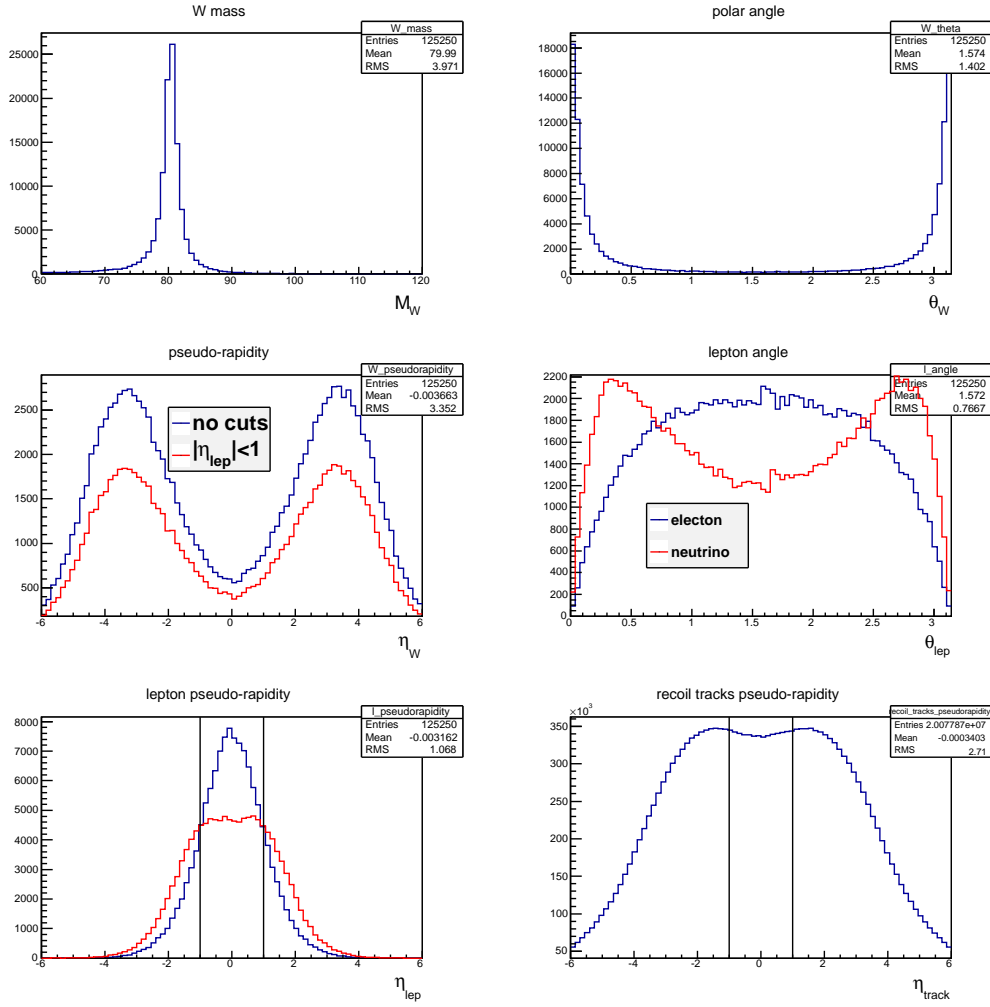 W mass
W_mass
Entries 125250
Mean 79.99
RMS 3.971
25000
20000
15000
10000
5000
0
60 70 80 90 100 110 120
M_W
polar angle
W_theta
Entries 125250
Mean 1.574
RMS 1.402
18000
16000
14000
12000
10000
8000
6000
4000
2000
0
0 0.5 1 1.5 2 2.5 3
θ_W
pseudo-rapidity
W_pseudorapidity
Entries 125250
Mean -0.003663
RMS 3.352
no cuts
|η_lep|<1
2500
2000
1500
1000
500
-6 -4 -2 0 2 4 6
η_W
lepton angle
l_angle
Entries 125250
Mean 1.572
RMS 0.7667
electon
neutrino
2200
2000
1800
1600
1400
1200
1000
800
600
400
200
0
0 0.5 1 1.5 2 2.5 3
θ_lep
lepton pseudo-rapidity
l_pseudorapidity
Entries 125250
Mean -0.003162
RMS 1.068
8000
7000
6000
5000
4000
3000
2000
1000
0
-6 -4 -2 0 2 4 6
η_lep
recoil tracks pseudo-rapidity
recoil_tracks_pseudorapidity
Entries 2.007787e+07
Mean -0.0003403
RMS 2.71
×10³
350
300
250
200
150
100
50
-6 -4 -2 0 2 4 6
η_track